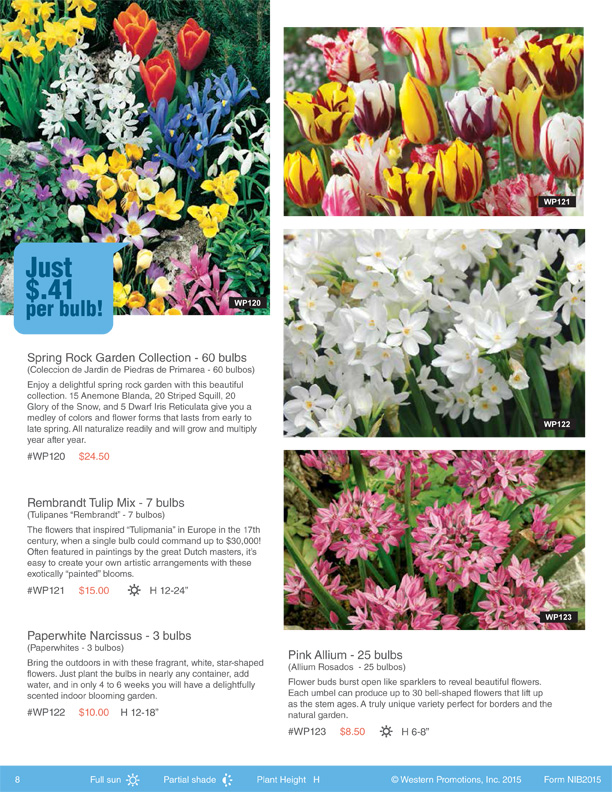 Just
$.41
per bulb!
WP120
Spring Rock Garden Collection - 60 bulbs
(Coleccion de Jardin de Piedras de Primarea - 60 bulbos)
Enjoy a delightful spring rock garden with this beautiful
collection. 15 Anemone Blanda, 20 Striped Squill, 20
Glory of the Snow, and 5 Dwarf Iris Reticulata give you a
medley of colors and flower forms that lasts from early to
late spring. All naturalize readily and will grow and multiply
year after year.
#WP120 $24.50
Rembrandt Tulip Mix - 7 bulbs
(Tulipanes “Rembrandt” - 7 bulbos)
The flowers that inspired “Tulipmania” in Europe in the 17th
century, when a single bulb could command up to $30,000!
Often featured in paintings by the great Dutch masters, it’s
easy to create your own artistic arrangements with these
exotically “painted” blooms.
#WP121 $15.00 H 12-24”
Paperwhite Narcissus - 3 bulbs
(Paperwhites - 3 bulbos)
Bring the outdoors in with these fragrant, white, star-shaped
flowers. Just plant the bulbs in nearly any container, add
water, and in only 4 to 6 weeks you will have a delightfully
scented indoor blooming garden.
#WP122 $10.00 H 12-18”
WP121
WP122
WP123
Pink Allium - 25 bulbs
(Allium Rosados - 25 bulbos)
Flower buds burst open like sparklers to reveal beautiful flowers.
Each umbel can produce up to 30 bell-shaped flowers that lift up
as the stem ages. A truly unique variety perfect for borders and the
natural garden.
#WP123 $8.50 H 6-8”
8 Full sun Partial shade Plant Height H © Western Promotions, Inc. 2015 Form NIB2015